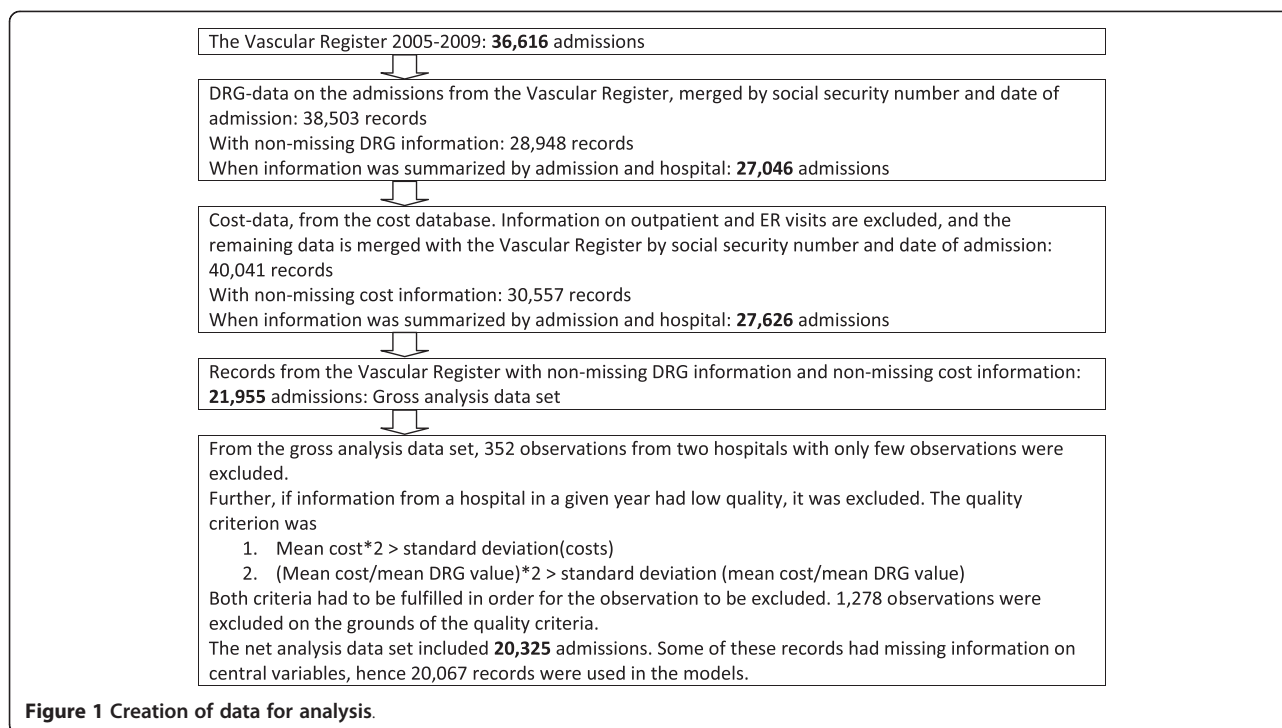 The Vascular Register 2005-2009: 36,616 admissions
DRG-data on the admissions from the Vascular Register, merged by social security number and date of
admission: 38,503 records
With non-missing DRG information: 28,948 records
When information was summarized by admission and hospital: 27,046 admissions
Cost-data, from the cost database. Information on outpatient and ER visits are excluded, and the
remaining data is merged with the Vascular Register by social security number and date of admission:
40,041 records
With non-missing cost information: 30,557 records
When information was summarized by admission and hospital: 27,626 admissions
Records from the Vascular Register with non-missing DRG information and non-missing cost information:
21,955 admissions: Gross analysis data set
From the gross analysis data set, 352 observations from two hospitals with only few observations were
excluded.
Further, if information from a hospital in a given year had low quality, it was excluded. The quality
criterion was
1. Mean cost*2 > standard deviation(costs)
2. (Mean cost/mean DRG value)*2 > standard deviation (mean cost/mean DRG value)
Both criteria had to be fulfilled in order for the observation to be excluded. 1,278 observations were
excluded on the grounds of the quality criteria.
The net analysis data set included 20,325 admissions. Some of these records had missing information on
central variables, hence 20,067 records were used in the models.
Figure 1 Creation of data for analysis.